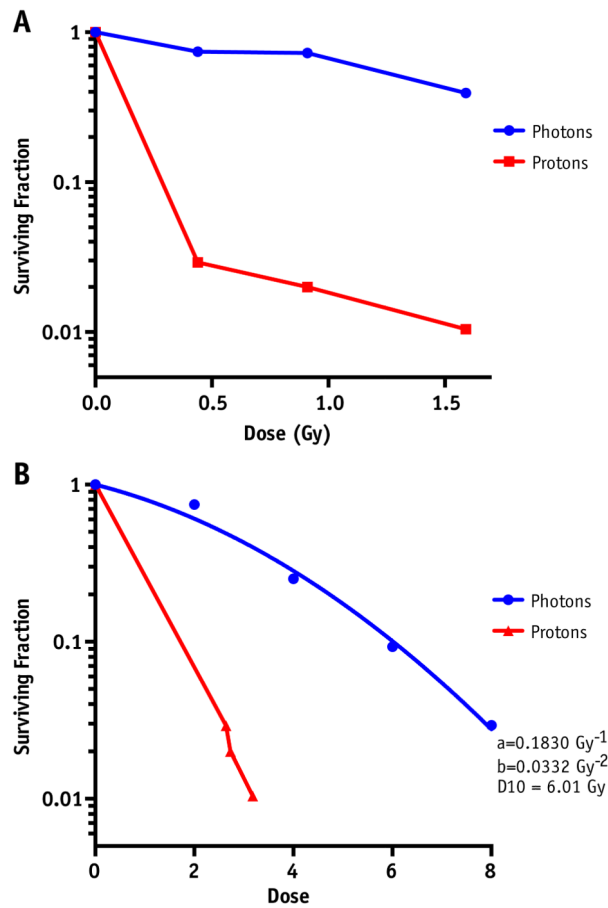 A
1
0.1
0.01
Surviving Fraction
0.0 0.5 1.0 1.5
Dose (Gy)
Photons
Protons
B
1
0.1
0.01
Surviving Fraction
0 2 4 6 8
Dose
Photons
Protons
a=0.1830 Gy-1
b=0.0332 Gy-2
D10 = 6.01 Gy